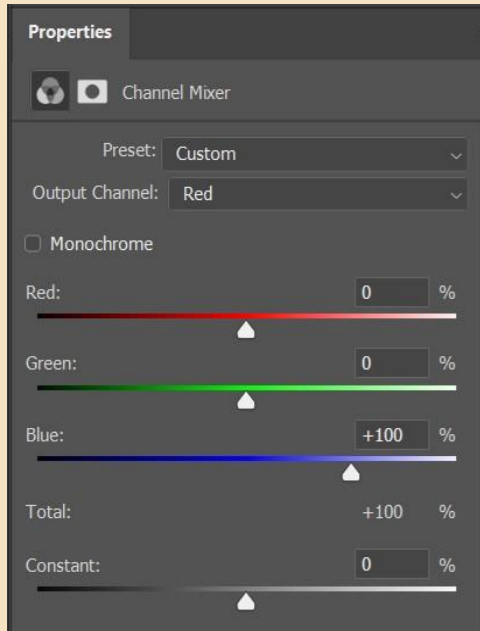 Properties
Channel Mixer
Preset: Custom
Output Channel: Red
Monochrome
Red: 0 %
Green: 0 %
Blue: +100 %
Total: +100 %
Constant: 0 %